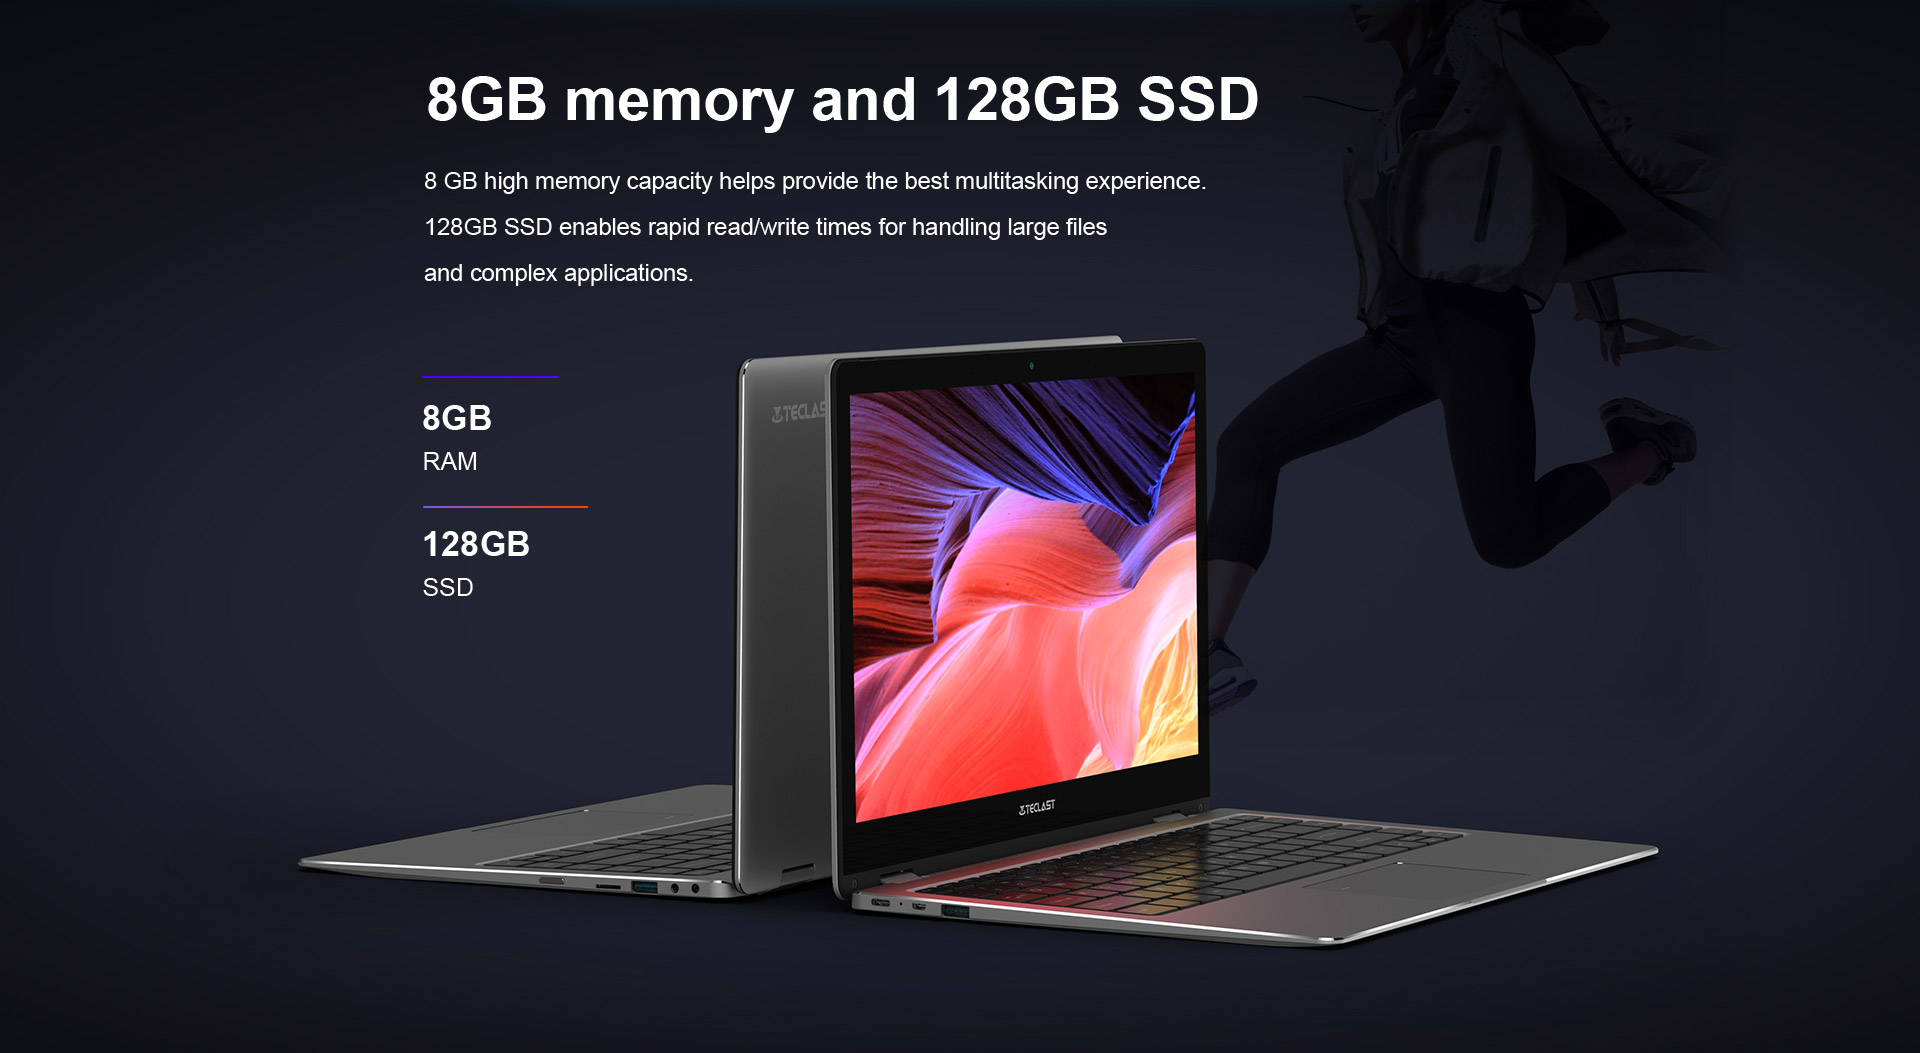 8GB memory and 128GB SSD
8 GB high memory capacity helps provide the best multitasking experience.
128GB SSD enables rapid read/write times for handling large files
and complex applications.
8GB
RAM
128GB
SSD
TECLAS
TECLAST